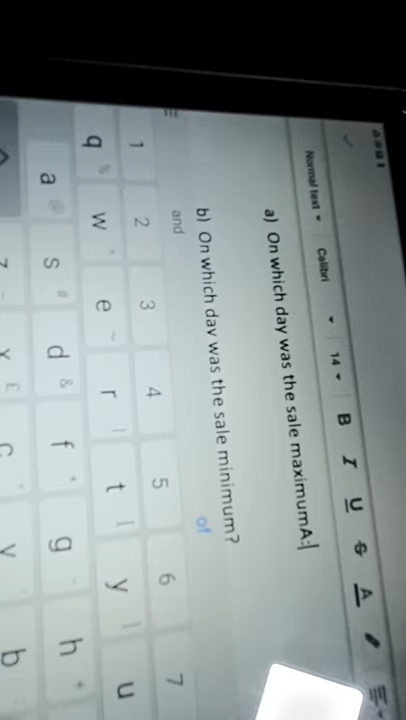 Normal text Calibri 14 B I U S A
a) On which day was the sale maximumA:
b) On which day was the sale minimum?
and of
1 2 3 4 5 6 7
q w e r t y u
a s d f g h
z x c v b